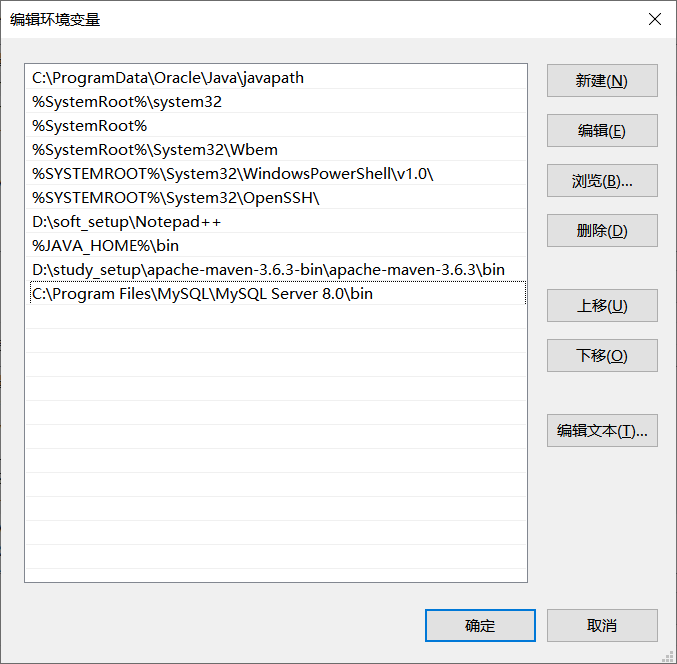 编辑环境变量
C:\ProgramData\Oracle\Java\javapath
%SystemRoot%\system32
%SystemRoot%
%SystemRoot%\System32\Wbem
%SYSTEMROOT%\System32\WindowsPowerShell\v1.0\
%SYSTEMROOT%\System32\OpenSSH\
D:\soft_setup\Notepad++
%JAVA_HOME%\bin
D:\study_setup\apache-maven-3.6.3-bin\apache-maven-3.6.3\bin
C:\Program Files\MySQL\MySQL Server 8.0\bin
新建(N)
编辑(E)
浏览(B)...
删除(D)
上移(U)
下移(O)
编辑文本(T)...
确定
取消